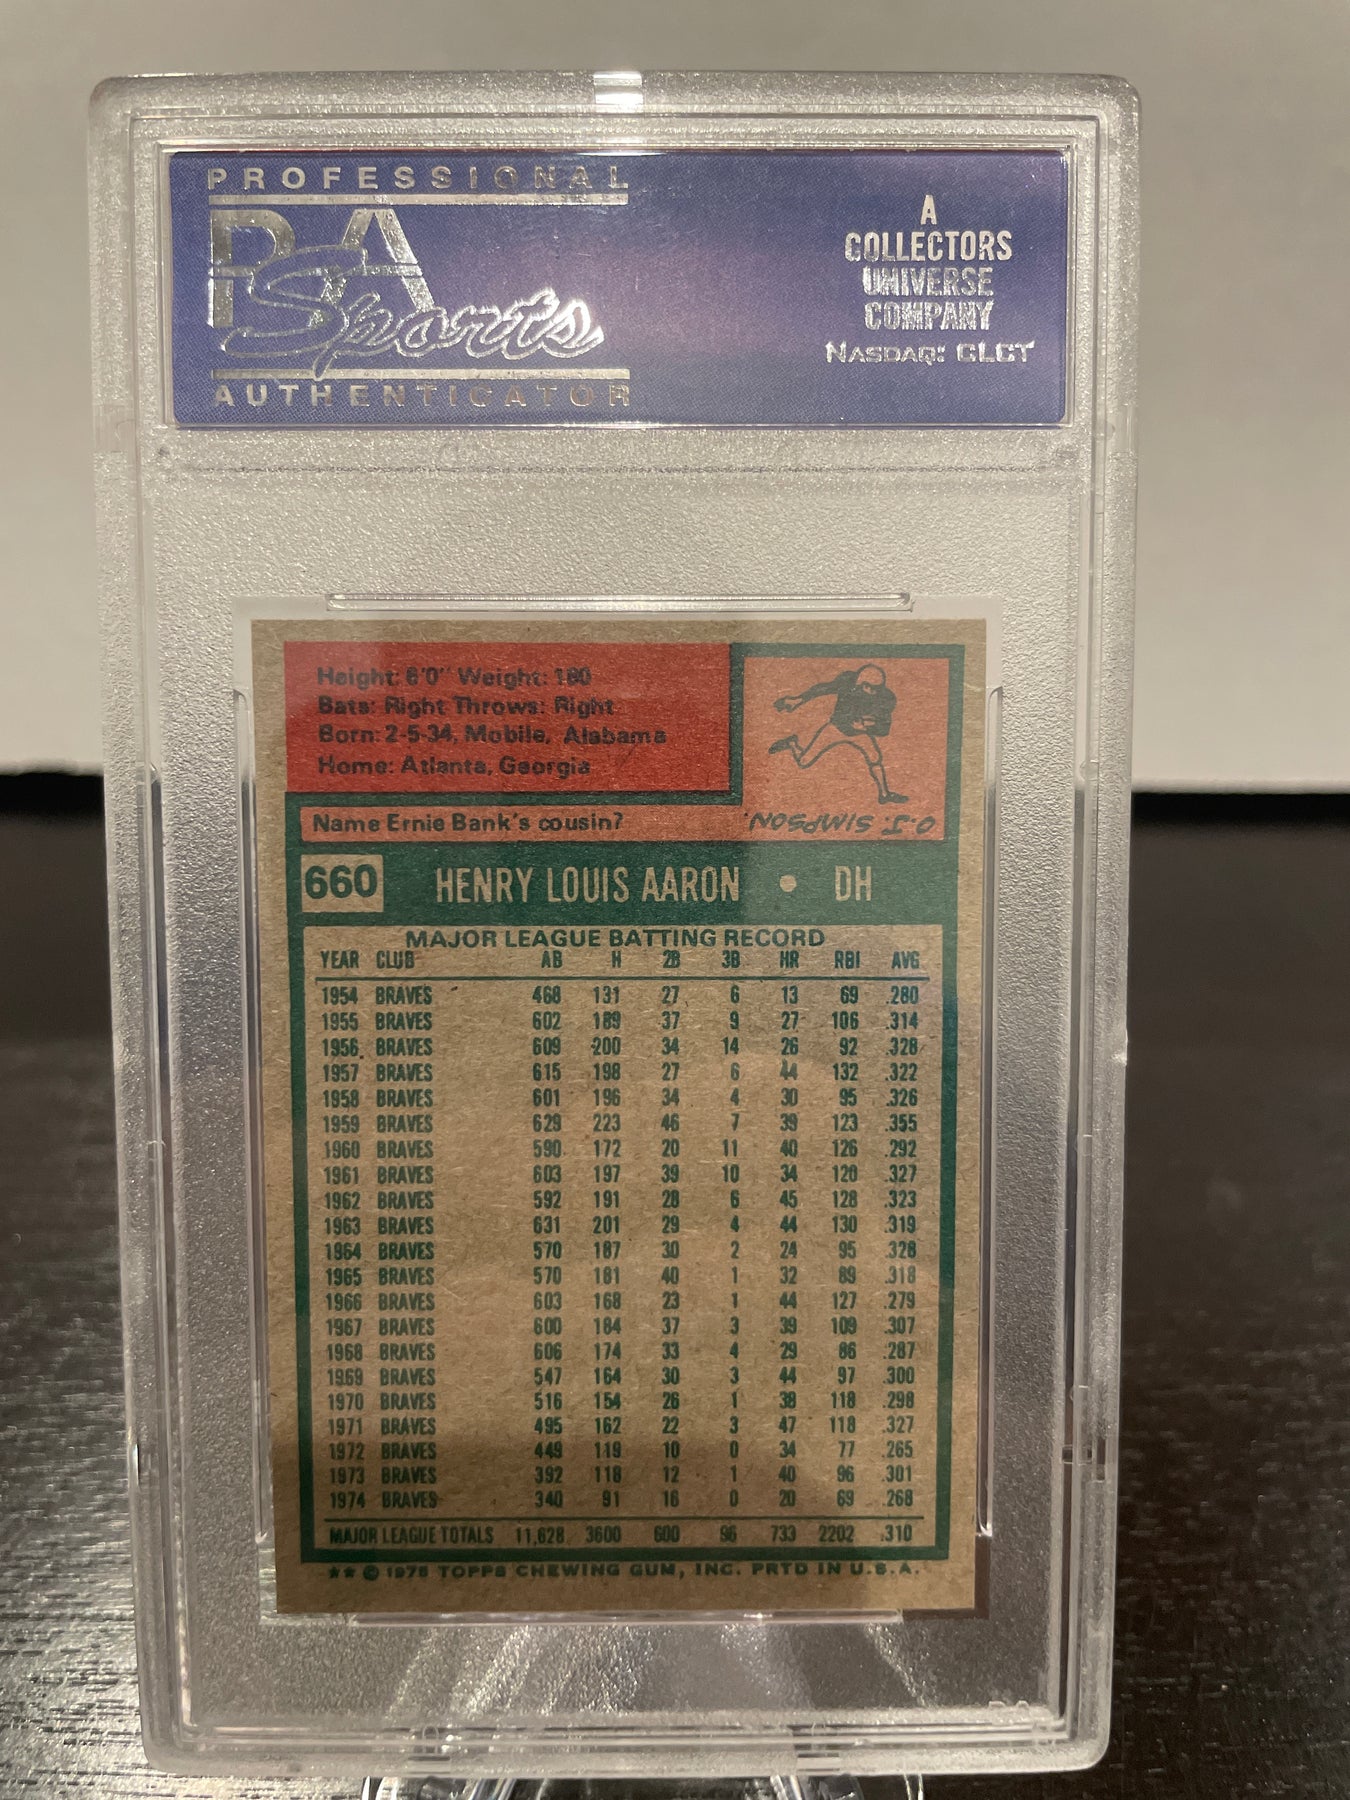 PROFESSIONAL
PSA
Sports
AUTHENTICATOR
A
COLLECTORS
UNIVERSE
COMPANY
NASDAQ: CLCT
Height: 6'0" Weight: 180
Bats: Right Throws: Right
Born: 2-5-34, Mobile, Alabama
Home: Atlanta, Georgia
Name Ernie Bank's cousin?
O.J. SIMPSON
660 HENRY LOUIS AARON • DH
MAJOR LEAGUE BATTING RECORD
YEAR CLUB AB H 2B 3B HR RBI AVG
1954 BRAVES 468 131 27 6 13 69 .280
1955 BRAVES 602 189 37 9 27 106 .314
1956 BRAVES 609 200 34 14 26 92 .328
1957 BRAVES 615 198 27 6 44 132 .322
1958 BRAVES 601 196 34 4 30 95 .326
1959 BRAVES 629 223 46 7 39 123 .355
1960 BRAVES 590 172 20 11 40 126 .292
1961 BRAVES 603 197 39 10 34 120 .327
1962 BRAVES 592 191 28 6 45 128 .323
1963 BRAVES 631 201 29 4 44 130 .319
1964 BRAVES 570 187 30 2 24 95 .328
1965 BRAVES 570 181 40 1 32 89 .318
1966 BRAVES 603 168 23 1 44 127 .279
1967 BRAVES 600 184 37 3 39 109 .307
1968 BRAVES 606 174 33 4 29 86 .287
1969 BRAVES 547 164 30 3 44 97 .300
1970 BRAVES 516 154 26 1 38 118 .298
1971 BRAVES 495 162 22 3 47 118 .327
1972 BRAVES 449 119 10 0 34 77 .265
1973 BRAVES 392 118 12 1 40 96 .301
1974 BRAVES 340 91 16 0 20 69 .268
MAJOR LEAGUE TOTALS 11,628 3600 600 96 733 2202 .310
** © 1975 TOPPS CHEWING GUM, INC. PRTD IN U.S.A.